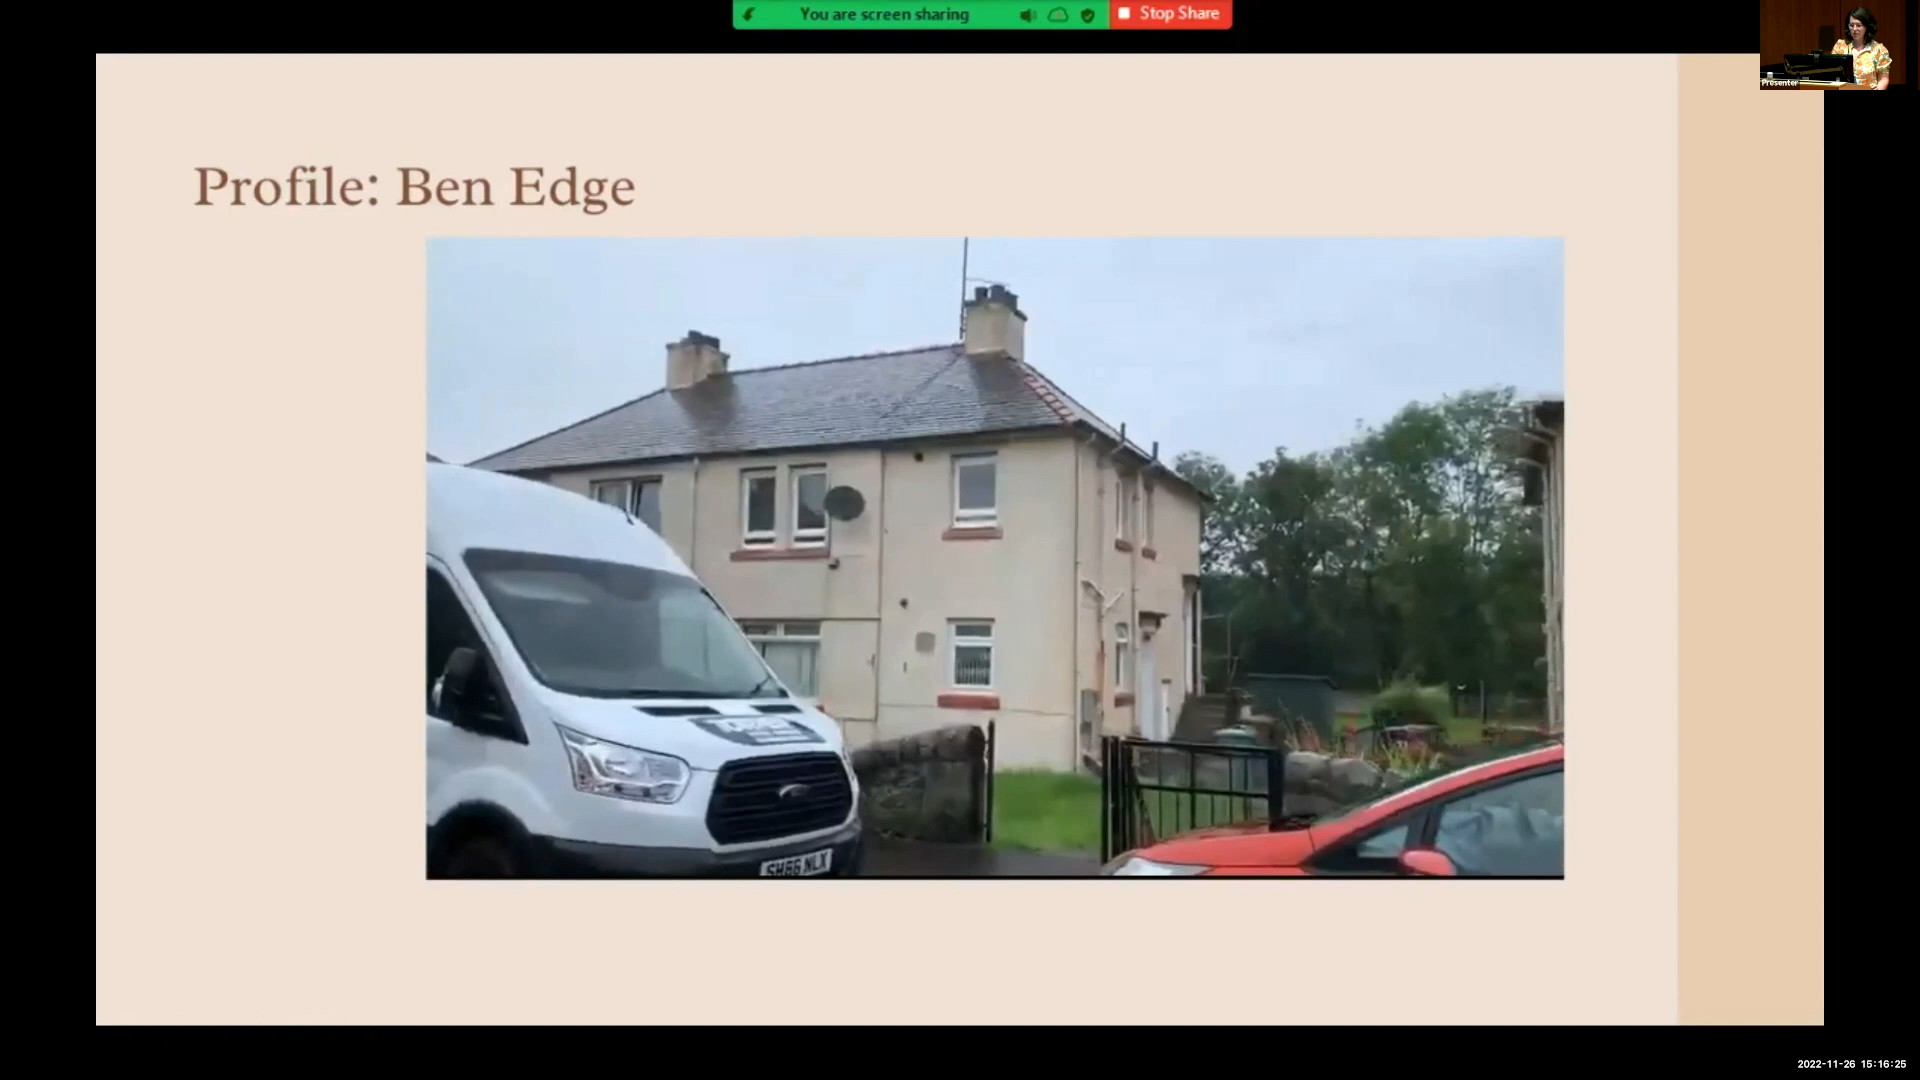 You are screen sharing
Stop Share
Presenter
Profile: Ben Edge
SH66 NLX
2022-11-26 15:16:25